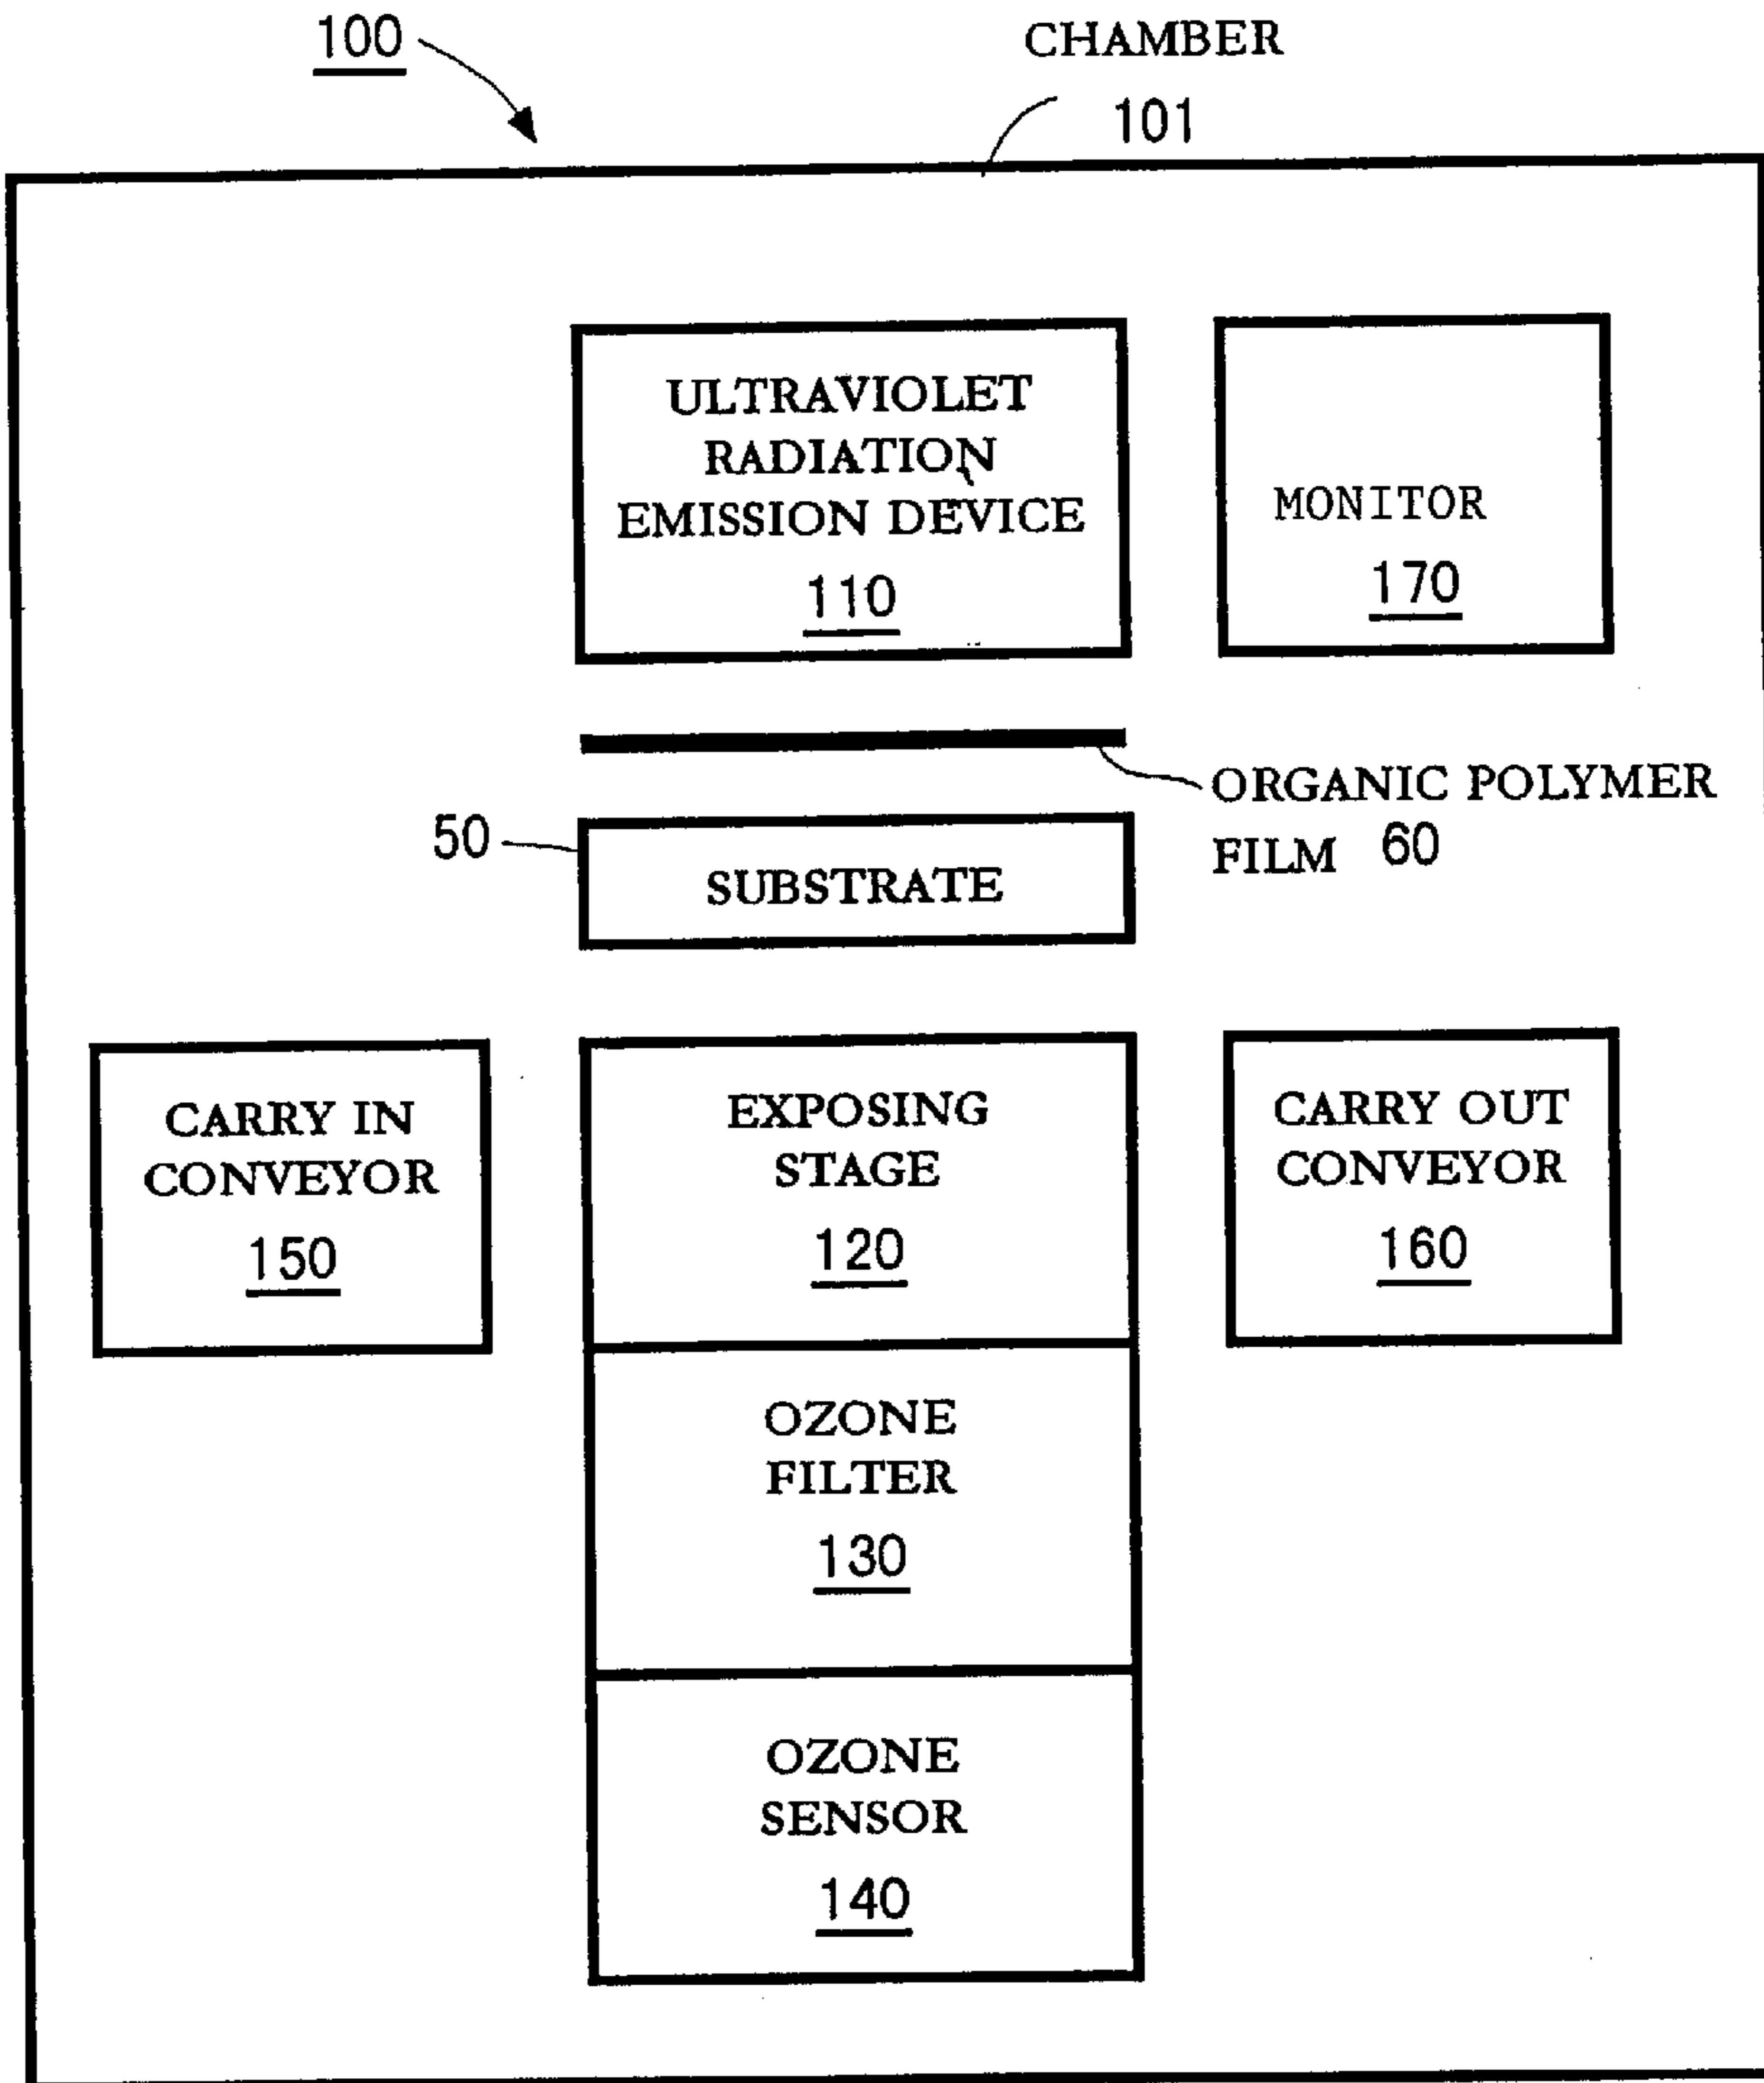 100
CHAMBER
101
ULTRAVIOLET
RADIATION
EMISSION DEVICE
110
MONITOR
170
ORGANIC POLYMER
FILM 60
50
SUBSTRATE
CARRY IN
CONVEYOR
150
EXPOSING
STAGE
120
CARRY OUT
CONVEYOR
160
OZONE
FILTER
130
OZONE
SENSOR
140